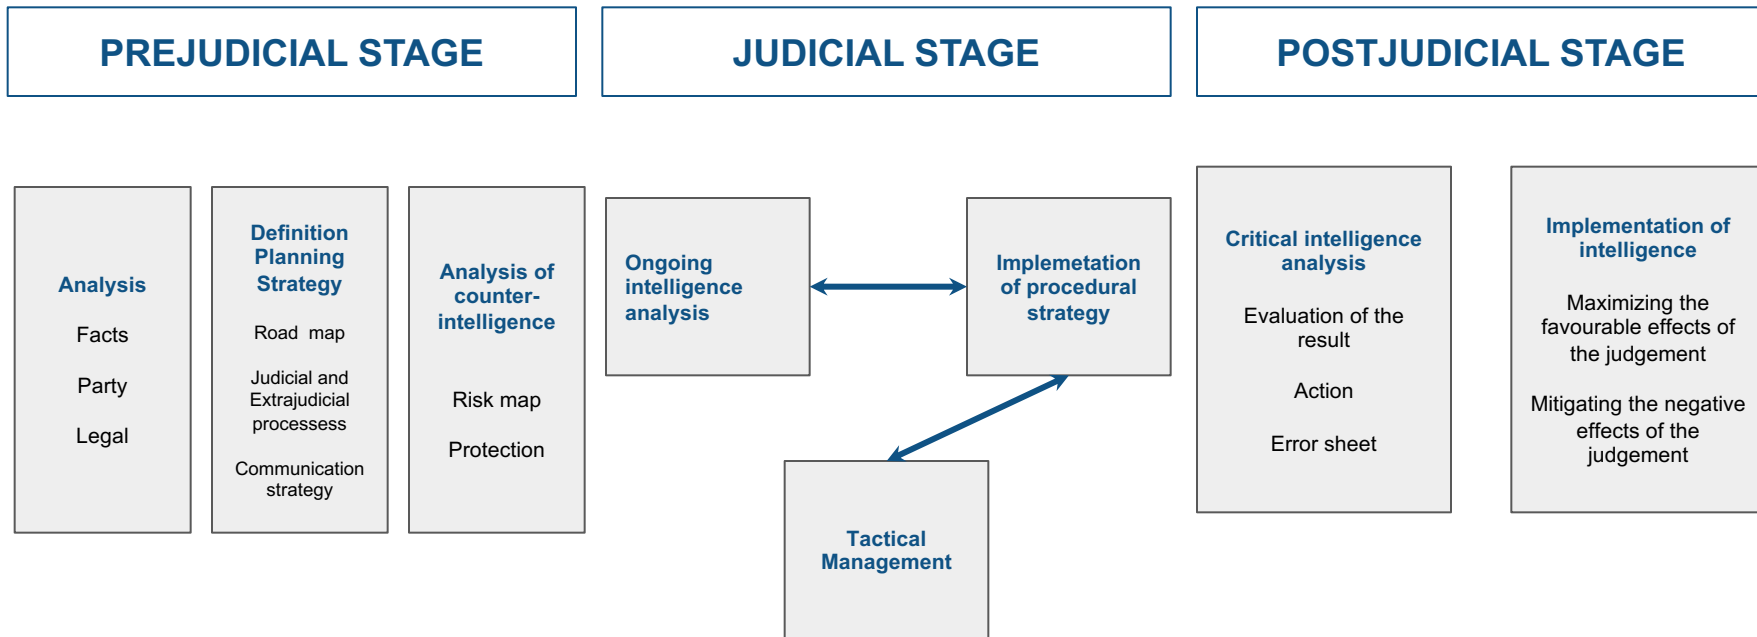 PREJUDICIAL STAGE
JUDICIAL STAGE
POSTJUDICIAL STAGE
Analysis
Facts
Party
Legal
Definition
Planning
Strategy
Road map
Judicial and
Extrajudicial
processess
Communication
strategy
Analysis of
counter-
intelligence
Risk map
Protection
Ongoing
intelligence
analysis
Implemetation
of procedural
strategy
Tactical
Management
Critical intelligence
analysis
Evaluation of the
result
Action
Error sheet
Implementation of
intelligence
Maximizing the
favourable effects of
the judgement
Mitigating the negative
effects of the
judgement